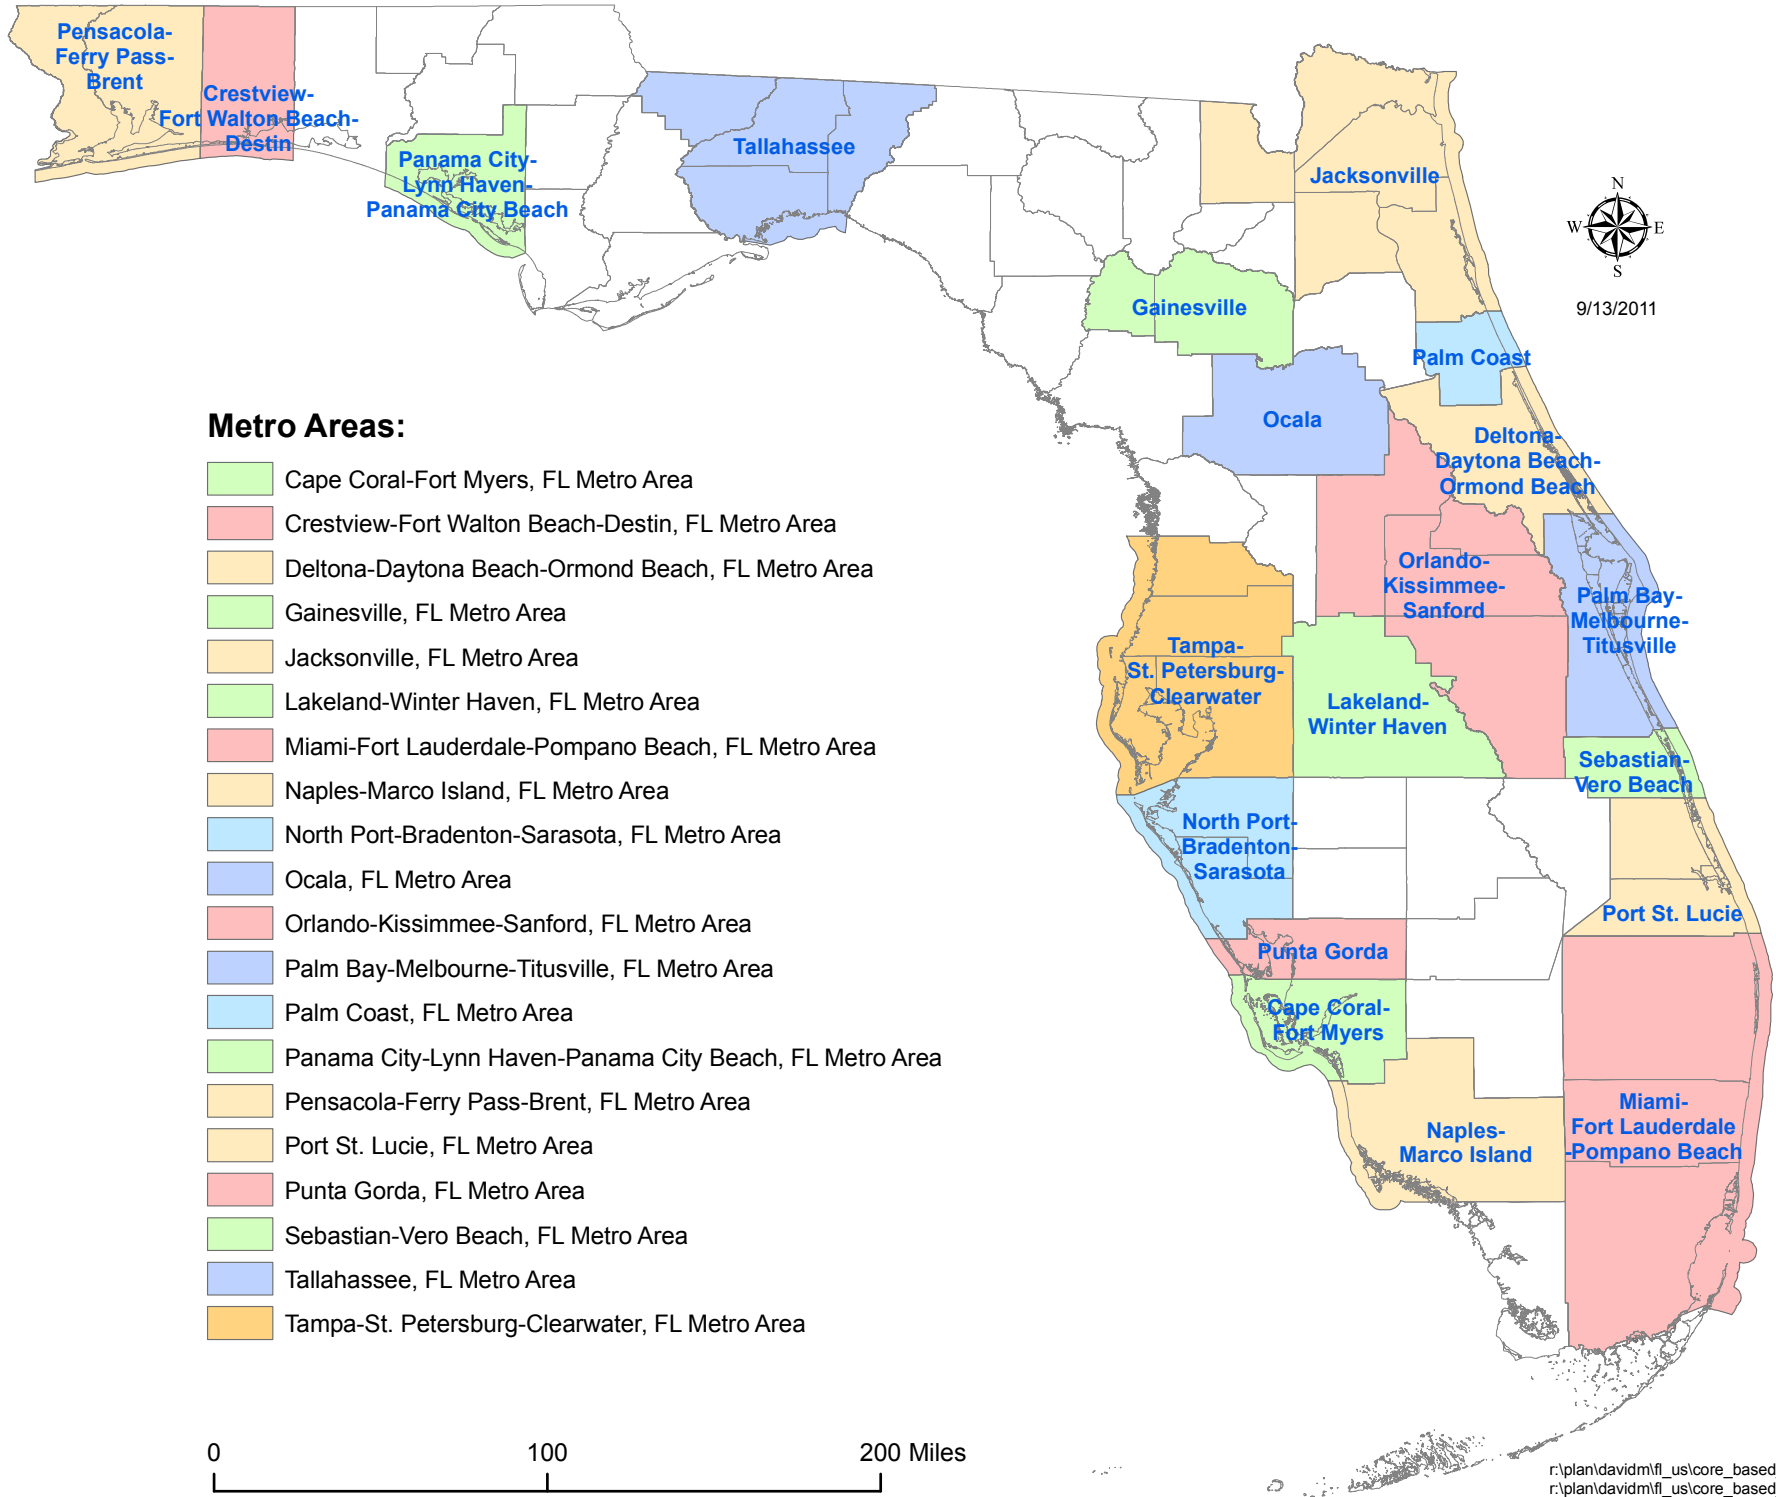 Pensacola-
Ferry Pass-
Brent
Crestview-
Fort Walton Beach-
Destin
Panama City-
Lynn Haven-
Panama City Beach
Tallahassee
Jacksonville
N
W
E
S
9/13/2011
Gainesville
Palm Coast
Ocala
Deltona-
Daytona Beach-
Ormond Beach
Orlando-
Kissimmee-
Sanford
Palm Bay-
Melbourne-
Titusville
Tampa-
St. Petersburg-
Clearwater
Lakeland-
Winter Haven
Sebastian-
Vero Beach
North Port-
Bradenton-
Sarasota
Port St. Lucie
Punta Gorda
Cape Coral-
Fort Myers
Naples-
Marco Island
Miami-
Fort Lauderdale
-Pompano Beach
Metro Areas:
Cape Coral-Fort Myers, FL Metro Area
Crestview-Fort Walton Beach-Destin, FL Metro Area
Deltona-Daytona Beach-Ormond Beach, FL Metro Area
Gainesville, FL Metro Area
Jacksonville, FL Metro Area
Lakeland-Winter Haven, FL Metro Area
Miami-Fort Lauderdale-Pompano Beach, FL Metro Area
Naples-Marco Island, FL Metro Area
North Port-Bradenton-Sarasota, FL Metro Area
Ocala, FL Metro Area
Orlando-Kissimmee-Sanford, FL Metro Area
Palm Bay-Melbourne-Titusville, FL Metro Area
Palm Coast, FL Metro Area
Panama City-Lynn Haven-Panama City Beach, FL Metro Area
Pensacola-Ferry Pass-Brent, FL Metro Area
Port St. Lucie, FL Metro Area
Punta Gorda, FL Metro Area
Sebastian-Vero Beach, FL Metro Area
Tallahassee, FL Metro Area
Tampa-St. Petersburg-Clearwater, FL Metro Area
0 100 200 Miles
r:\plan\davidm\fl_us\core_based
r:\plan\davidm\fl_us\core_based